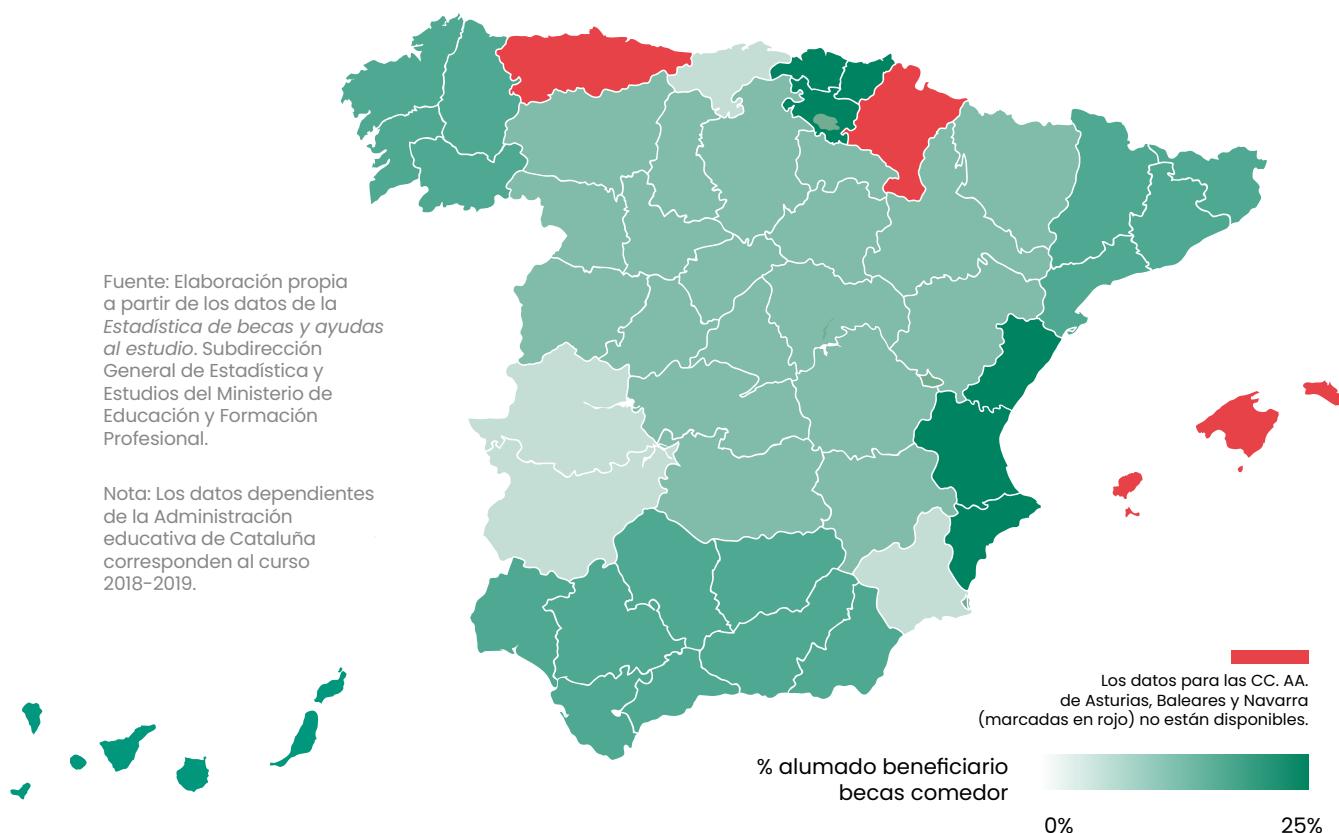 Fuente: Elaboración propia
a partir de los datos de la
Estadística de becas y ayudas
al estudio. Subdirección
General de Estadística y
Estudios del Ministerio de
Educación y Formación
Profesional.
Nota: Los datos dependientes
de la Administración
educativa de Cataluña
corresponden al curso
2018-2019.
Los datos para las CC. AA.
de Asturias, Baleares y Navarra
(marcadas en rojo) no están disponibles.
% alumado beneficiario
becas comedor
0%
25%